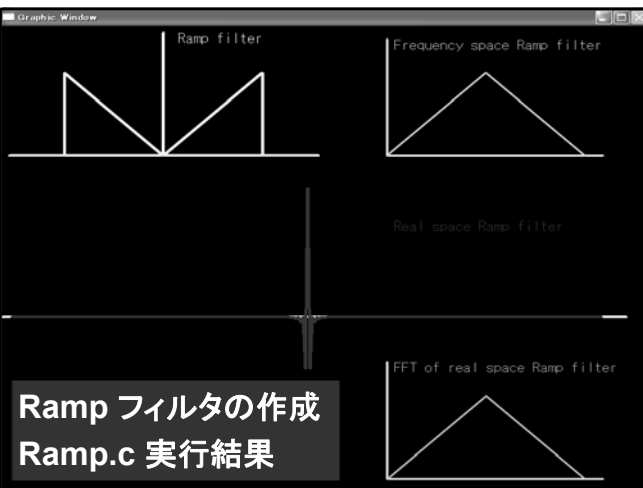 Graphic Window
Ramp filter
Frequency space Ramp filter
Real space Ramp filter
FFT of real space Ramp filter
Ramp フィルタの作成
Ramp.c 実行結果